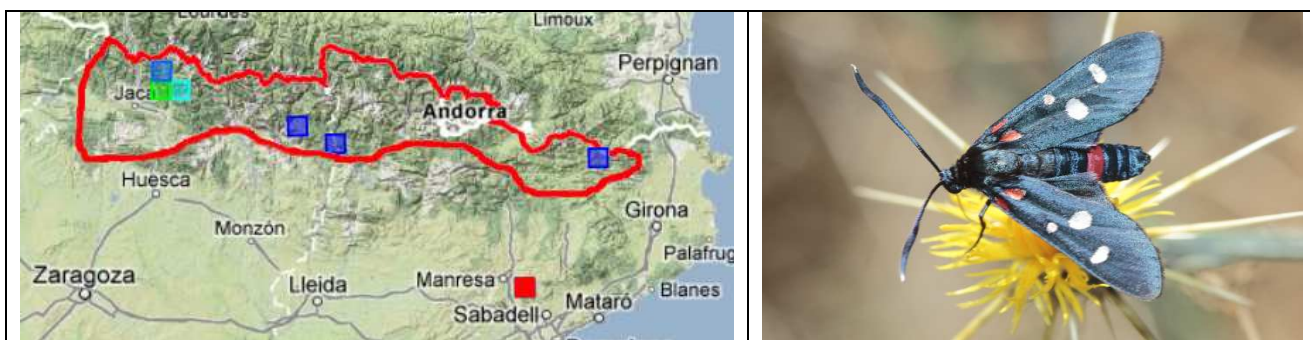 Lourdes
Limoux
Perpignan
Jaca
Andorra
Huesca
Girona
Monzón
Palafrug
Zaragoza
Lleida
Manresa
Blanes
Sabadell
Mataró